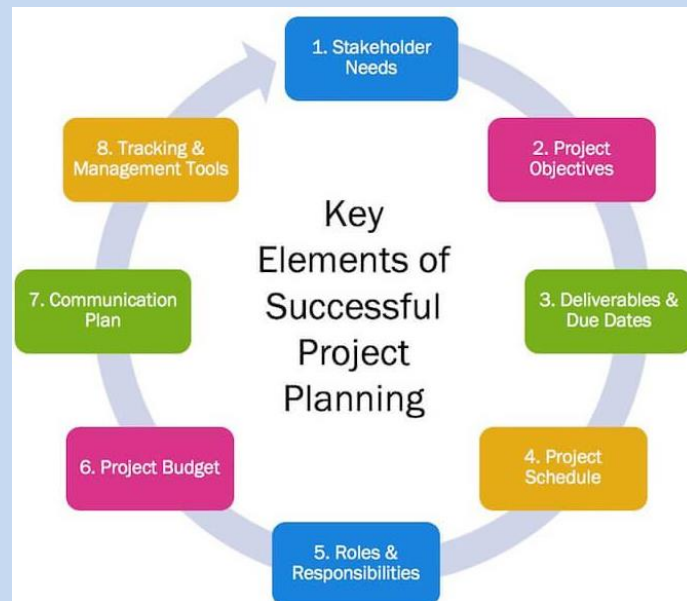 1. Stakeholder
Needs
2. Project
Objectives
3. Deliverables &
Due Dates
4. Project
Schedule
5. Roles &
Responsibilities
6. Project Budget
7. Communication
Plan
8. Tracking &
Management Tools
Key
Elements of
Successful
Project
Planning